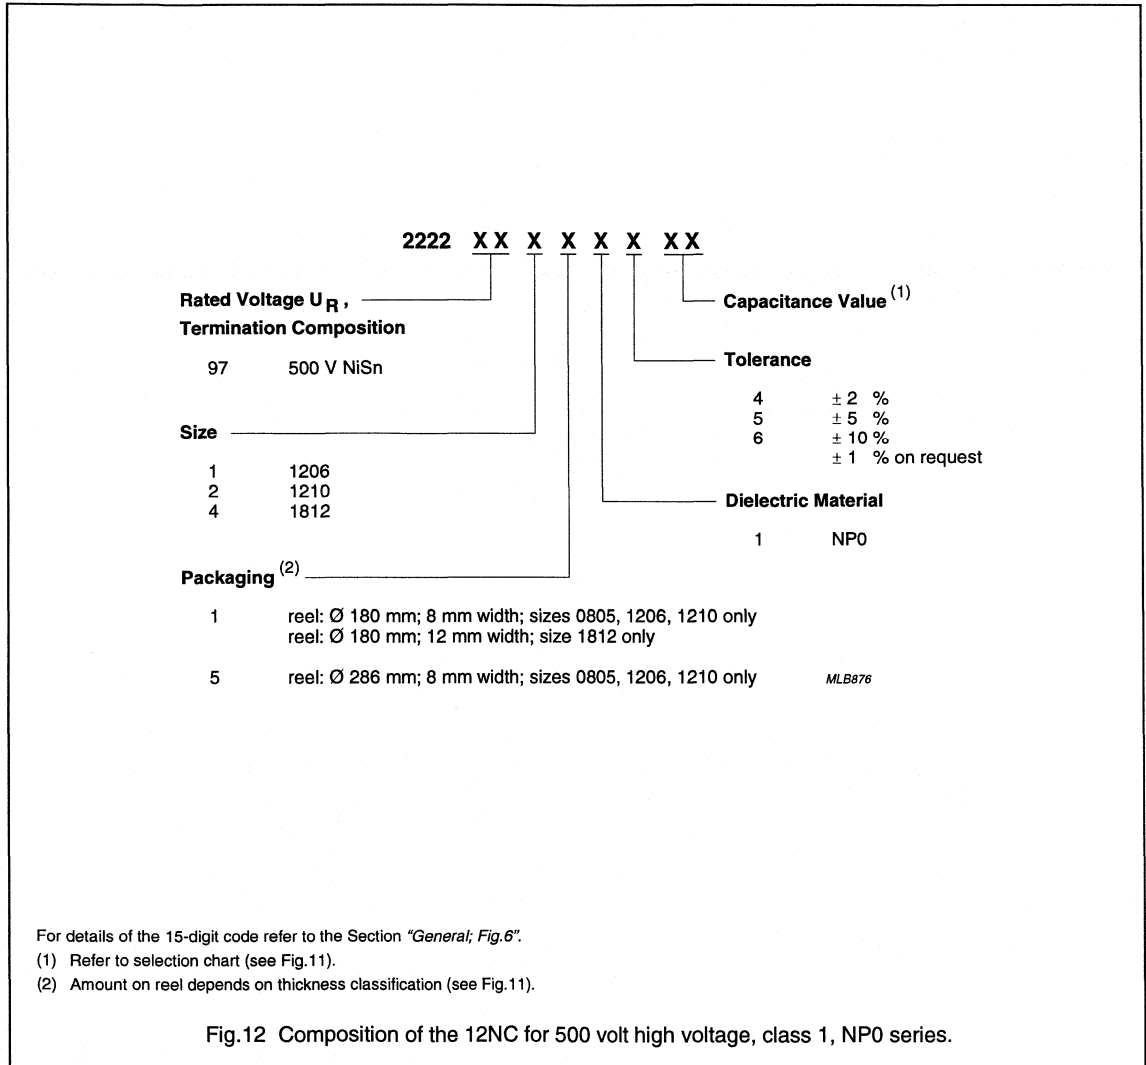 2222 XX X X X X XX
Rated Voltage UR,
Termination Composition
97 500 V NiSn
Size
1 1206
2 1210
4 1812
Packaging (2)
1 reel: Ø 180 mm; 8 mm width; sizes 0805, 1206, 1210 only
reel: Ø 180 mm; 12 mm width; size 1812 only
5 reel: Ø 286 mm; 8 mm width; sizes 0805, 1206, 1210 only
Capacitance Value (1)
Tolerance
4 ± 2 %
5 ± 5 %
6 ± 10 %
± 1 % on request
Dielectric Material
1 NP0
MLB876
For details of the 15-digit code refer to the Section "General; Fig.6".
(1) Refer to selection chart (see Fig.11).
(2) Amount on reel depends on thickness classification (see Fig.11).
Fig.12 Composition of the 12NC for 500 volt high voltage, class 1, NP0 series.